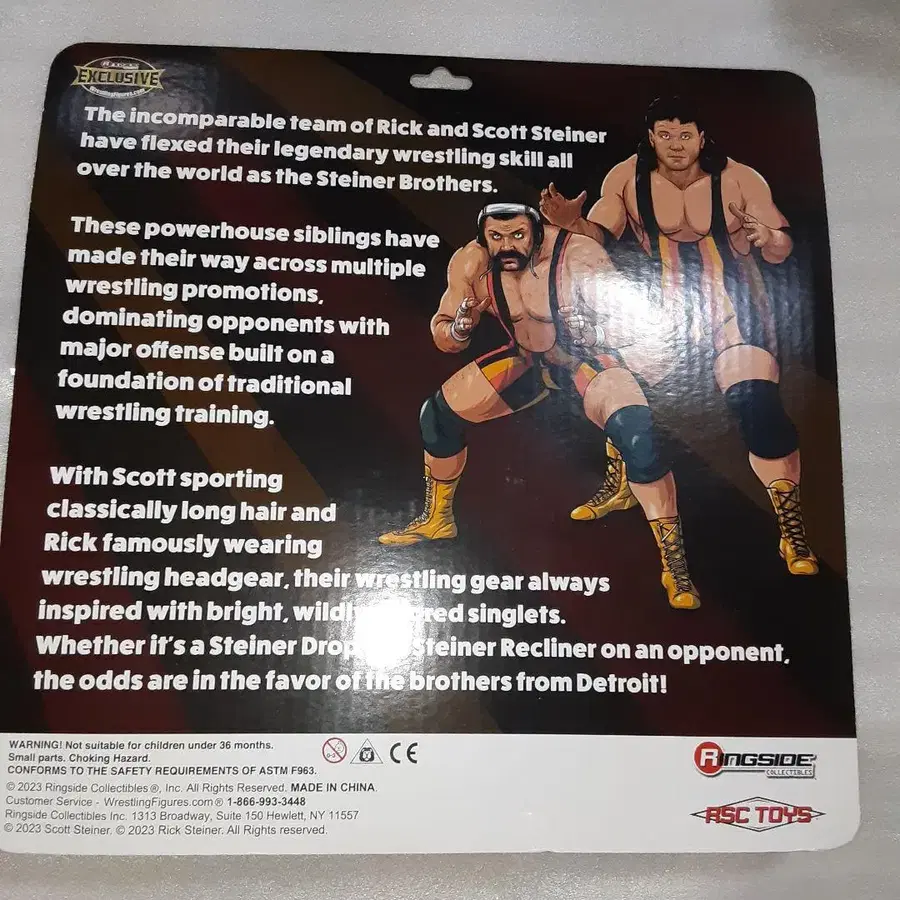 RINGSIDE
EXCLUSIVE
WrestlingFigures.com
The incomparable team of Rick and Scott Steiner
have flexed their legendary wrestling skill all
over the world as the Steiner Brothers.
These powerhouse siblings have
made their way across multiple
wrestling promotions,
dominating opponents with
major offense built on a
foundation of traditional
wrestling training.
With Scott sporting
classically long hair and
Rick famously wearing
wrestling headgear, their wrestling gear always
inspired with bright, singlets.
Whether it's a Steiner Steiner Recliner on an opponent,
the odds are in the favor of the brothers from Detroit!
WARNING! Not suitable for children under 36 months.
Small parts. Choking Hazard.
CONFORMS TO THE SAFETY REQUIREMENTS OF ASTM F963.
0-3
CE
© 2023 Ringside Collectibles ®, Inc. All Rights Reserved. MADE IN CHINA.
Customer Service - WrestlingFigures.com ® 1-866-993-3448
Ringside Collectibles Inc. 1313 Broadway, Suite 150 Hewlett, NY 11557
© 2023 Scott Steiner. © 2023 Rick Steiner. All Rights reserved.
RINGSIDE
COLLECTIBLES
RSC TOYS